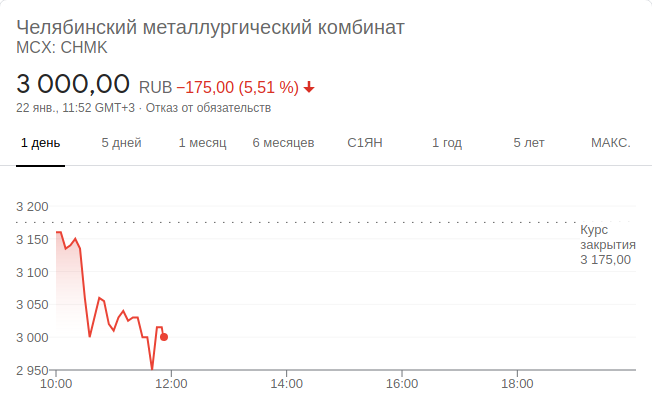 Челябинский металлургический комбинат
MCX: CHMK
3 000,00 RUB −175,00 (5,51 %)
22 янв., 11:52 GMT+3 · Отказ от обязательств
1 день 5 дней 1 месяц 6 месяцев С1ЯН 1 год 5 лет МАКС.
3 200
Курс
3 150
закрытия
3 175,00
3 100
3 050
3 000
2 950
10:00 12:00 14:00 16:00 18:00